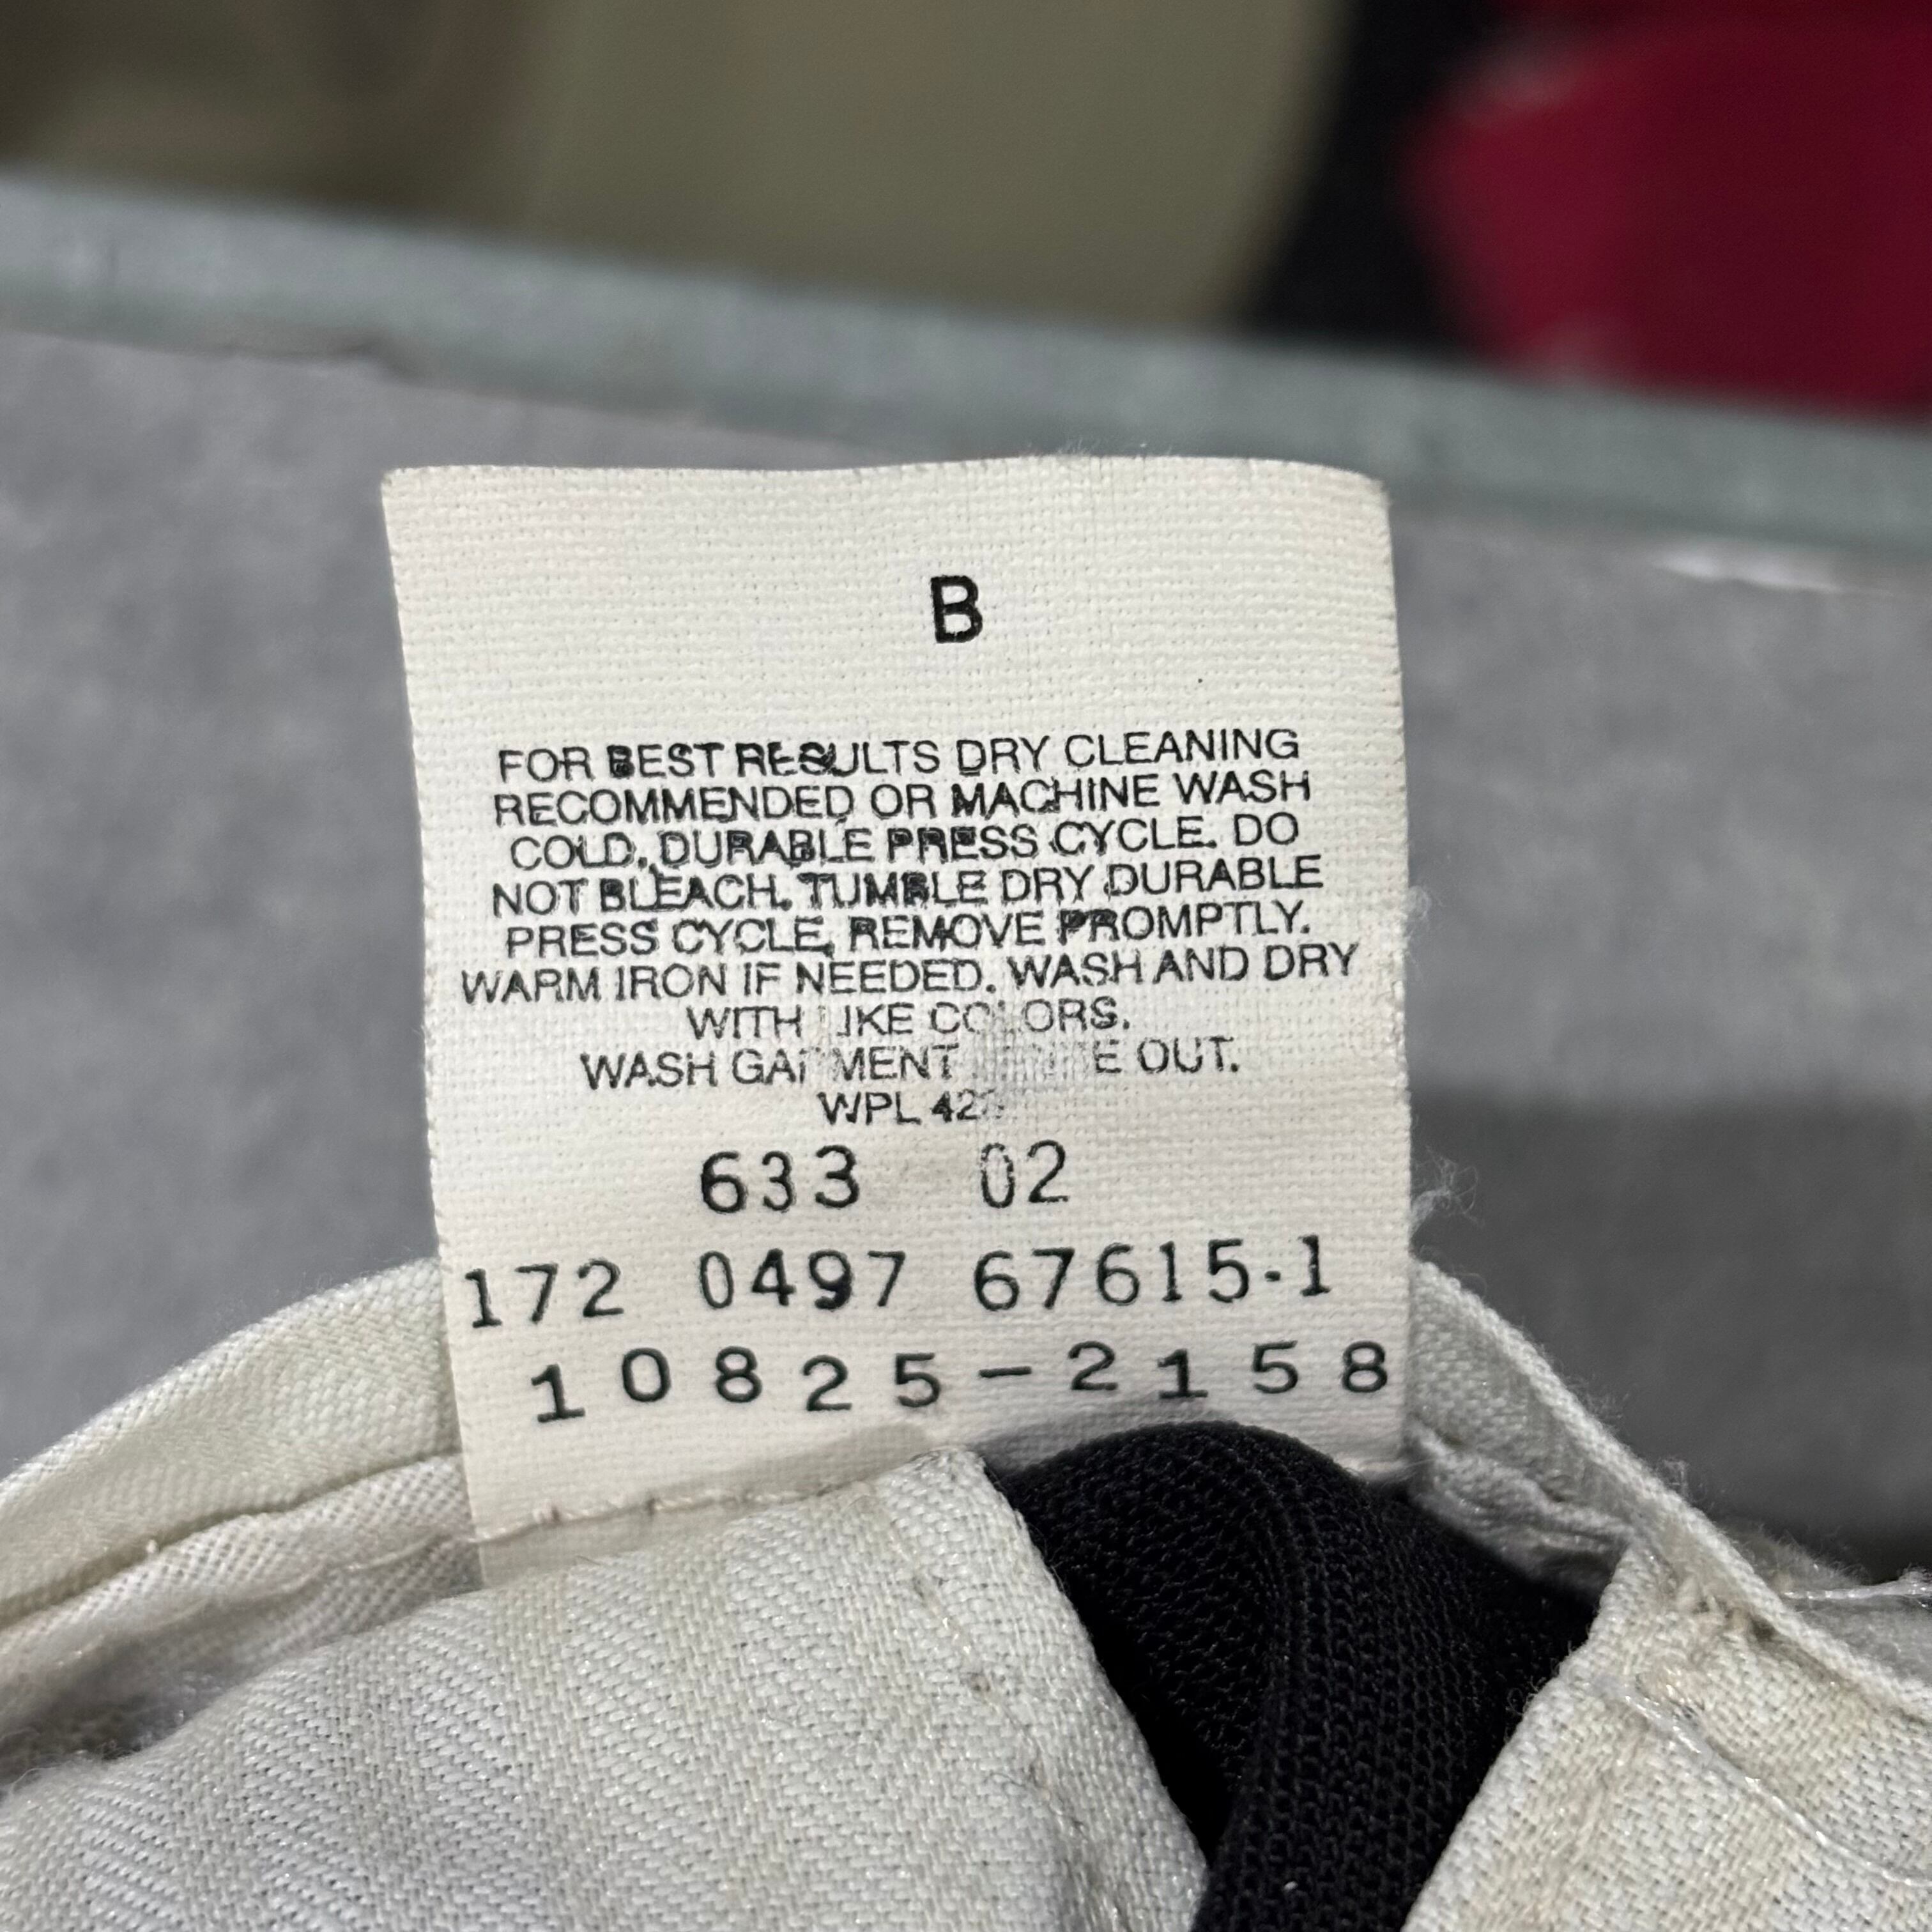 B
FOR BEST RESULTS DRY CLEANING
RECOMMENDED OR MACHINE WASH
COLD, DURABLE PRESS CYCLE. DO
NOT BLEACH. TUMBLE DRY DURABLE
PRESS CYCLE, REMOVE PROMPTLY.
WARM IRON IF NEEDED. WASH AND DRY
WITH LIKE COLORS.
WASH GARMENT OUT.
WPL
633 02
172 0497 67615-1
10825-2158